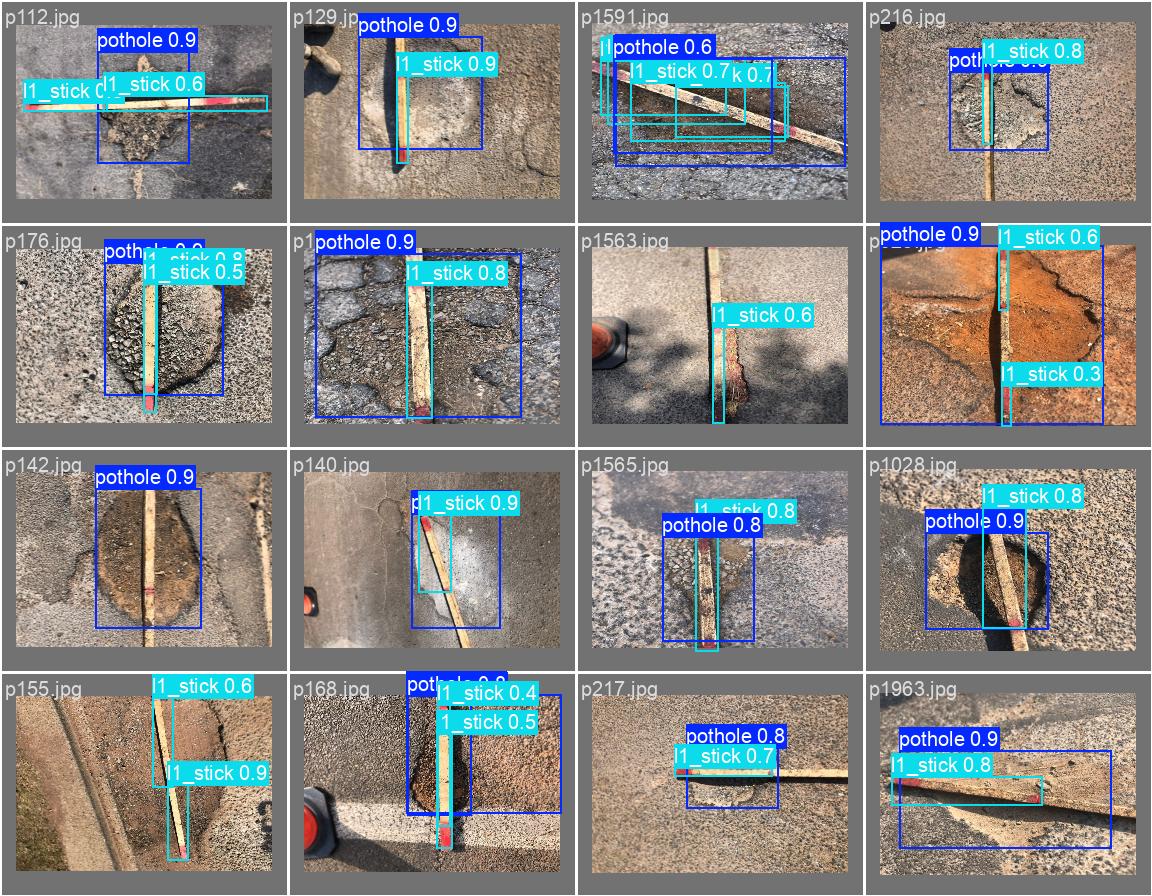 p112.jpg
pothole 0.9
l1_stick 0.6
p129.jp
pothole 0.9
l1_stick 0.9
p1591.jpg
pothole 0.6
l1_stick 0.7
k 0.7
p216.jpg
l1_stick 0.8
p176.jpg
l1_stick 0.5
pothole 0.9
l1_stick 0.8
p1563.jpg
l1_stick 0.6
pothole 0.9
l1_stick 0.6
l1_stick 0.3
p142.jpg
pothole 0.9
p140.jpg
l1_stick 0.9
p1565.jpg
l1_stick 0.8
pothole 0.8
p1028.jpg
l1_stick 0.8
pothole 0.9
p155.jpg
l1_stick 0.6
l1_stick 0.9
p168.jpg
l1_stick 0.4
1_stick 0.5
p217.jpg
pothole 0.8
l1_stick 0.7
p1963.jpg
pothole 0.9
l1_stick 0.8